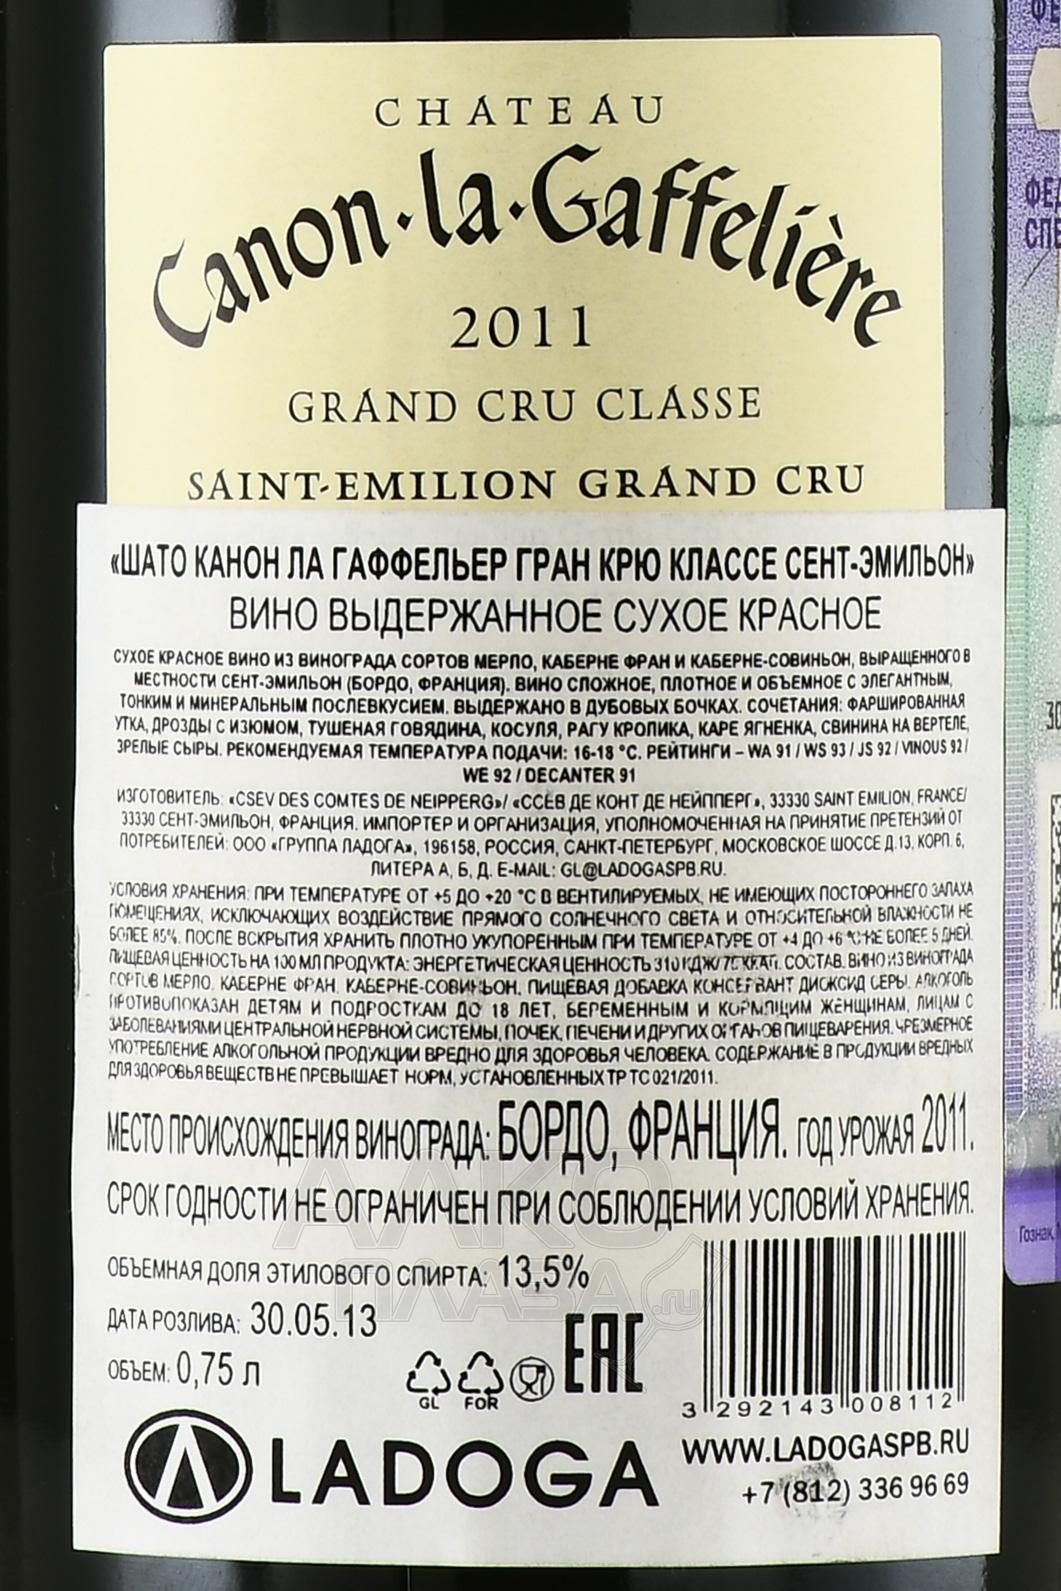 CHATEAU
Canon·la·Gaffelière
2011
GRAND CRU CLASSE
SAINT-EMILION GRAND CRU
«ШАТО КАНОН ЛА ГАФФЕЛЬЕР ГРАН КРЮ КЛАССЕ СЕНТ-ЭМИЛЬОН»
ВИНО ВЫДЕРЖАННОЕ СУХОЕ КРАСНОЕ
СУХОЕ КРАСНОЕ ВИНО ИЗ ВИНОГРАДА СОРТОВ МЕРЛО, КАБЕРНЕ ФРАН И КАБЕРНЕ-СОВИНЬОН, ВЫРАЩЕННОГО В
МЕСТНОСТИ СЕНТ-ЭМИЛЬОН (БОРДО, ФРАНЦИЯ). ВИНО СЛОЖНОЕ, ПЛОТНОЕ И ОБЪЕМНОЕ С ЭЛЕГАНТНЫМ,
ТОНКИМ И МИНЕРАЛЬНЫМ ПОСЛЕВКУСИЕМ. ВЫДЕРЖАНО В ДУБОВЫХ БОЧКАХ. СОЧЕТАНИЯ: ФАРШИРОВАННАЯ
УТКА, ДРОЗДЫ С ИЗЮМОМ, ТУШЕНАЯ ГОВЯДИНА, КОСУЛЯ, РАГУ КРОЛИКА, КАРЕ ЯГНЕНКА, СВИНИНА НА ВЕРТЕЛЕ,
ЗРЕЛЫЕ СЫРЫ. РЕКОМЕНДУЕМАЯ ТЕМПЕРАТУРА ПОДАЧИ: 16-18 °С. РЕЙТИНГИ – WA 91 / WS 93 / JS 92 / VINOUS 92 /
WE 92 / DECANTER 91
ИЗГОТОВИТЕЛЬ: «CSEV DES COMTES DE NEIPPERG»/ «ССЕВ ДЕ КОНТ ДЕ НЕЙППЕРГ», 33330 SAINT EMILION, FRANCE/
33330 СЕНТ-ЭМИЛЬОН, ФРАНЦИЯ. ИМПОРТЕР И ОРГАНИЗАЦИЯ, УПОЛНОМОЧЕННАЯ НА ПРИНЯТИЕ ПРЕТЕНЗИЙ ОТ
ПОТРЕБИТЕЛЕЙ: ООО «ГРУППА ЛАДОГА», 196158, РОССИЯ, САНКТ-ПЕТЕРБУРГ, МОСКОВСКОЕ ШОССЕ Д.13, КОРП. 6,
ЛИТЕРА А, Б, Д. E-MAIL: GL@LADOGASPB.RU.
УСЛОВИЯ ХРАНЕНИЯ: ПРИ ТЕМПЕРАТУРЕ ОТ +5 ДО +20 °С В ВЕНТИЛИРУЕМЫХ, НЕ ИМЕЮЩИХ ПОСТОРОННЕГО ЗАПАХА
ПОМЕЩЕНИЯХ, ИСКЛЮЧАЮЩИХ ВОЗДЕЙСТВИЕ ПРЯМОГО СОЛНЕЧНОГО СВЕТА И ОТНОСИТЕЛЬНОЙ ВЛАЖНОСТИ НЕ
БОЛЕЕ 85%. ПОСЛЕ ВСКРЫТИЯ ХРАНИТЬ ПЛОТНО УКУПОРЕННЫМ ПРИ ТЕМПЕРАТУРЕ ОТ +4 ДО +6 °С НЕ БОЛЕЕ 5 ДНЕЙ.
ПИЩЕВАЯ ЦЕННОСТЬ НА 100 МЛ ПРОДУКТА: ЭНЕРГЕТИЧЕСКАЯ ЦЕННОСТЬ 310 КДЖ/75 ККАЛ. СОСТАВ: ВИНО ИЗ ВИНОГРАДА
СОРТОВ МЕРЛО, КАБЕРНЕ ФРАН, КАБЕРНЕ-СОВИНЬОН, ПИЩЕВАЯ ДОБАВКА КОНСЕРВАНТ ДИОКСИД СЕРЫ. АЛКОГОЛЬ
ПРОТИВОПОКАЗАН ДЕТЯМ И ПОДРОСТКАМ ДО 18 ЛЕТ, БЕРЕМЕННЫМ И КОРМЯЩИМ ЖЕНЩИНАМ, ЛИЦАМ С
ЗАБОЛЕВАНИЯМИ ЦЕНТРАЛЬНОЙ НЕРВНОЙ СИСТЕМЫ, ПОЧЕК, ПЕЧЕНИ И ДРУГИХ ОРГАНОВ ПИЩЕВАРЕНИЯ. ЧРЕЗМЕРНОЕ
УПОТРЕБЛЕНИЕ АЛКОГОЛЬНОЙ ПРОДУКЦИИ ВРЕДНО ДЛЯ ЗДОРОВЬЯ ЧЕЛОВЕКА. СОДЕРЖАНИЕ В ПРОДУКЦИИ ВРЕДНЫХ
ДЛЯ ЗДОРОВЬЯ ВЕЩЕСТВ НЕ ПРЕВЫШАЕТ НОРМ, УСТАНОВЛЕННЫХ ТР ТС 021/2011.
МЕСТО ПРОИСХОЖДЕНИЯ ВИНОГРАДА: БОРДО, ФРАНЦИЯ. ГОД УРОЖАЯ 2011.
СРОК ГОДНОСТИ НЕ ОГРАНИЧЕН ПРИ СОБЛЮДЕНИИ УСЛОВИЙ ХРАНЕНИЯ.
ОБЪЕМНАЯ ДОЛЯ ЭТИЛОВОГО СПИРТА: 13,5%
ДАТА РОЗЛИВА: 30.05.13
ОБЪЕМ: 0,75 л
GL FOR EAC
3 292143 008112
LADOGA
WWW.LADOGASPB.RU
+7 (812) 336 96 69
АЛКО
ПЛАЗА.ru
ФЕД
СПЕ
Гознак,